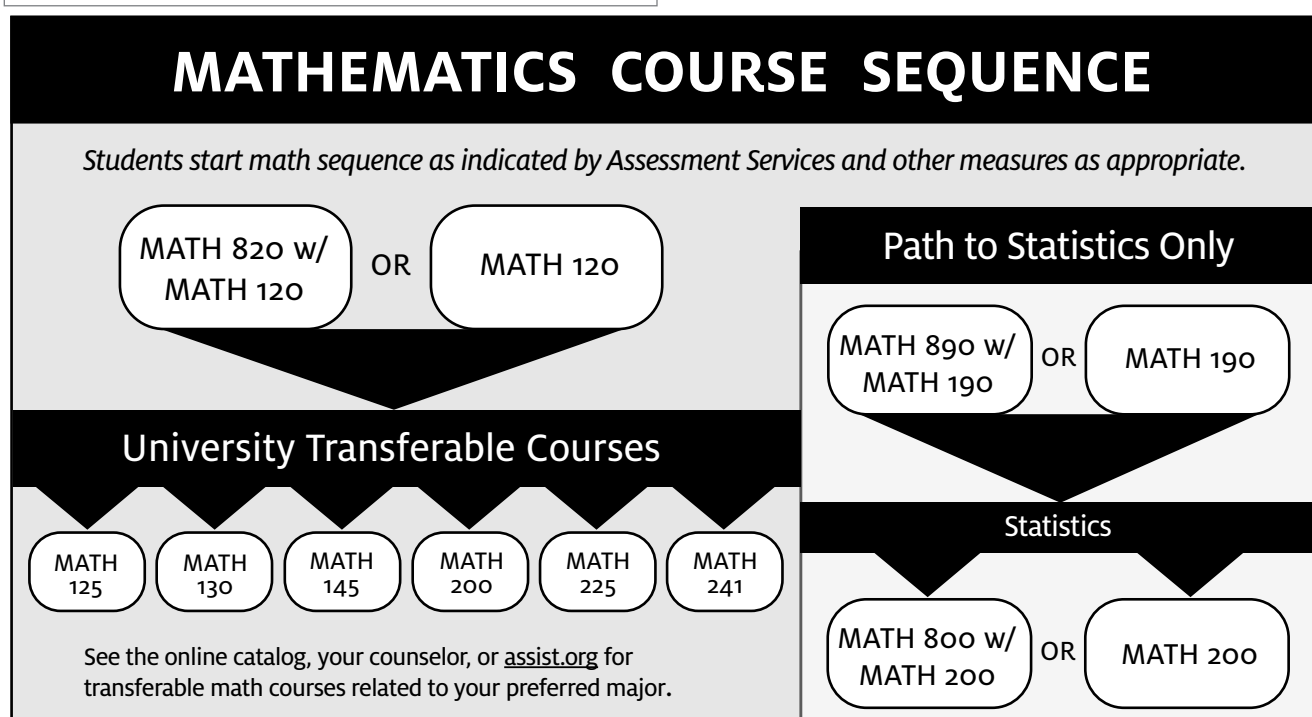 MATHEMATICS COURSE SEQUENCE
Students start math sequence as indicated by Assessment Services and other measures as appropriate.
MATH 820 w/
MATH 120
OR
MATH 120
University Transferable Courses
MATH
125
MATH
130
MATH
145
MATH
200
MATH
225
MATH
241
See the online catalog, your counselor, or assist.org for
transferable math courses related to your preferred major.
Path to Statistics Only
MATH 890 w/
MATH 190
OR
MATH 190
Statistics
MATH 800 w/
MATH 200
OR
MATH 200